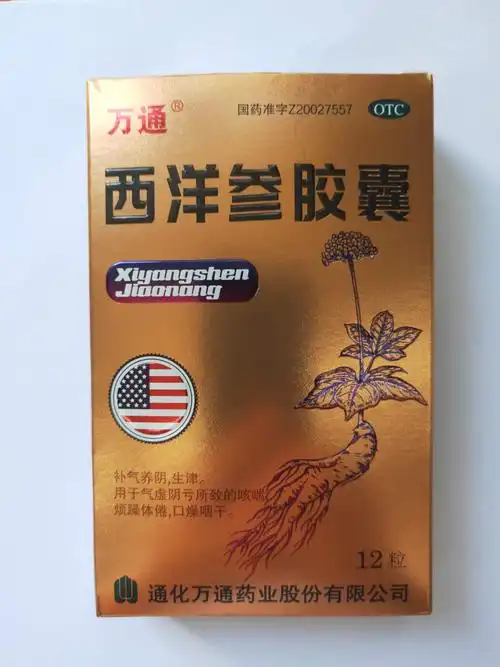 万通®
国药准字Z20027557
OTC
西洋参胶囊
Xiyangshen
Jiaonang
补气养阴,生津。
用于气虚阴亏所致的咳喘
烦躁体倦,口燥咽干。
12粒
通化万通药业股份有限公司